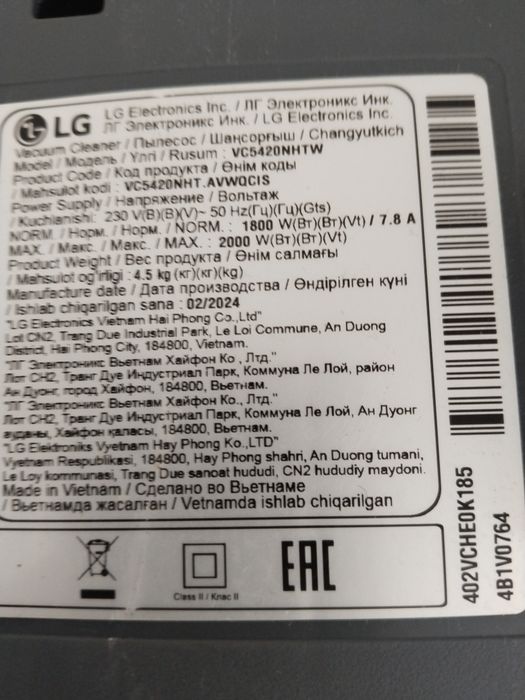 LG
LG Electronics Inc. / ЛГ Электроникс Инк.
ЛГ Электроникс Инк. / LG Electronics Inc.
Vacuum Cleaner / Пылесос / Шаңсорғыш / Changyutkich
Model / Модель / Үлгі / Rusum : VC5420NHTW
Product Code / Код продукта / Өнім коды
/ Mahsulot kodi : VC5420NHT.AVWQCIS
Power Supply / Напряжение / Вольтаж
/ Kuchlanishi: 230 V(В)(В)(V)~ 50 Hz(Гц)(Гц)(Gts)
NORM. / Норм. / Норм. / NORM. : 1800 W(Вт)(Вт)(Vt) / 7.8 A
MAX. / Макс. / Макс. / MAX. : 2000 W(Вт)(Вт)(Vt)
Product Weight / Вес продукта / Өнім салмағы
/ Mahsulot og'irligi : 4.5 kg (кг)(кг)(kg)
Manufacture date / Дата производства / Өндірілген күні
/ Ishlab chiqarilgan sana : 02/2024
"LG Electronics Vietnam Hai Phong Co.,Ltd"
Lot CN2, Trang Due Industrial Park, Le Loi Commune, An Duong
District, Hai Phong City, 184800, Vietnam.
"ЛГ Электроникс Вьетнам Хайфон Ко , Лтд."
Лот СН2, Транг Дуе Индустриал Парк, Коммуна Ле Лой, район
Ан Дуонг, город Хайфон, 184800, Вьетнам.
"ЛГ Электроникс Вьетнам Хайфон Ко., Лтд."
Лот СН2, Транг Дуе Индустриал Парк, Коммуна Ле Лой, Ан Дуонг
ауданы, Хайфон қаласы, 184800, Вьетнам.
"LG Elektroniks Vyetnam Hay Phong Ko.,LTD"
Vyetnam Respublikasi, 184800, Hay Phong shahri, An Duong tumani,
Le Loy kommunasi, Trang Due sanoat hududi, CN2 hududiy maydoni.
Made in Vietnam / Сделано во Вьетнаме
/ Вьетнамда жасалған / Vetnamda ishlab chiqarilgan
Class II / Класс II
EAC
402VCHE0K185
4B1V0764